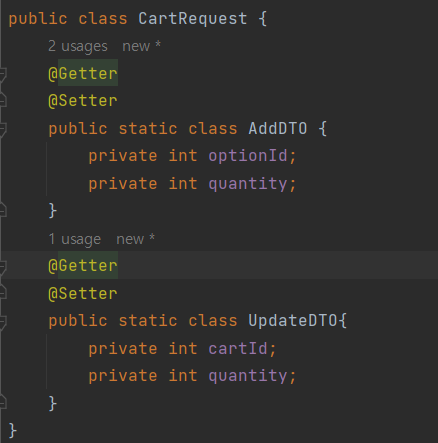 public class CartRequest {
2 usages new *
@Getter
@Setter
public static class AddDTO {
private int optionId;
private int quantity;
}
1 usage new *
@Getter
@Setter
public static class UpdateDTO{
private int cartId;
private int quantity;
}
}